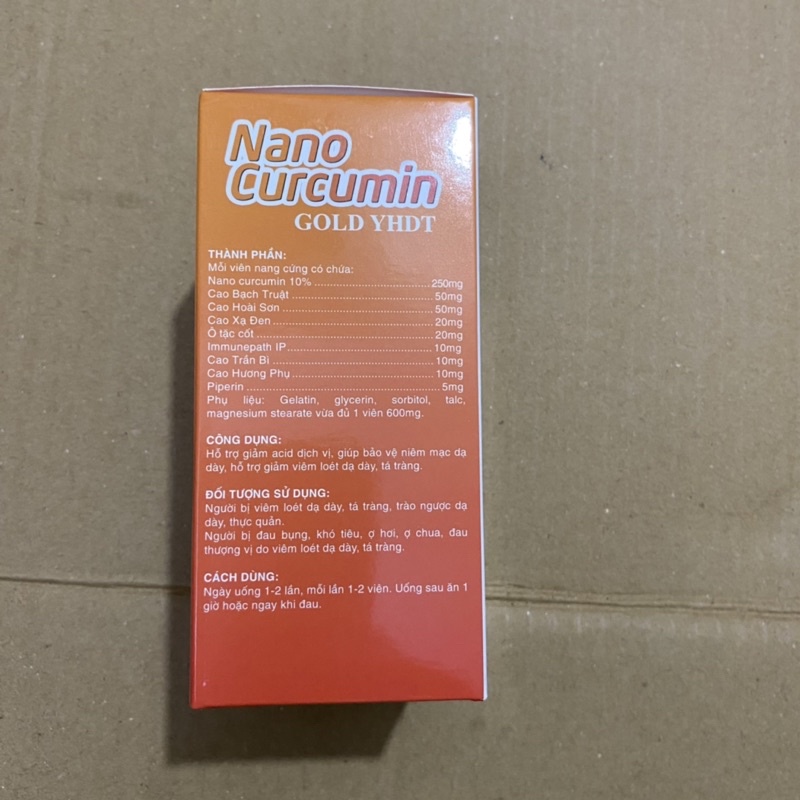 Nano
Curcumin
GOLD YHDT
THÀNH PHẦN:
Mỗi viên nang cứng có chứa:
Nano curcumin 10%.............................250mg
Cao Bạch Truật....................................50mg
Cao Hoài Sơn......................................50mg
Cao Xạ Đen........................................20mg
Ô tặc cốt..........................................20mg
Immunepath IP....................................10mg
Cao Trần Bì........................................10mg
Cao Hương Phụ...................................10mg
Piperin..............................................5mg
Phụ liệu: Gelatin, glycerin, sorbitol, talc,
magnesium stearate vừa đủ 1 viên 600mg.
CÔNG DỤNG:
Hỗ trợ giảm acid dịch vị, giúp bảo vệ niêm mạc dạ
dày, hỗ trợ giảm viêm loét dạ dày, tá tràng.
ĐỐI TƯỢNG SỬ DỤNG:
Người bị viêm loét dạ dày, tá tràng, trào ngược dạ
dày, thực quản.
Người bị đau bụng, khó tiêu, ợ hơi, ợ chua, đau
thượng vị do viêm loét dạ dày, tá tràng.
CÁCH DÙNG:
Ngày uống 1-2 lần, mỗi lần 1-2 viên. Uống sau ăn 1
giờ hoặc ngay khi đau.